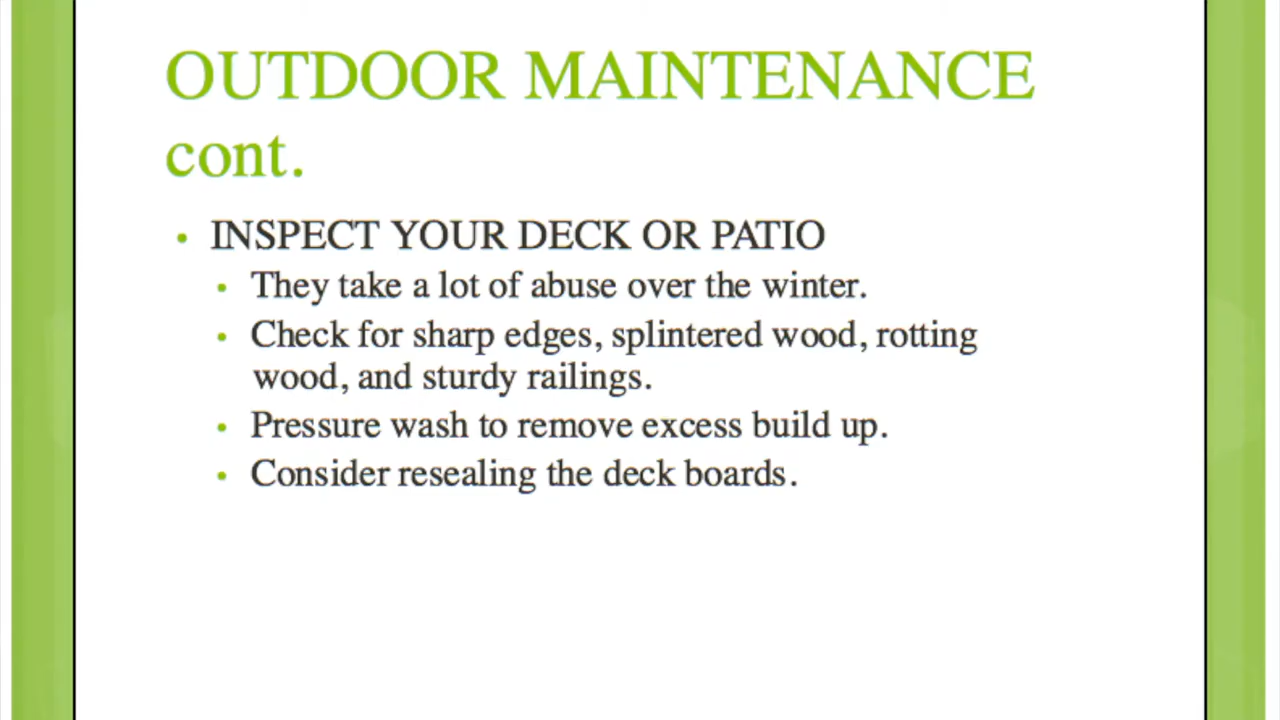 OUTDOOR MAINTENANCE
cont.
• INSPECT YOUR DECK OR PATIO
• They take a lot of abuse over the winter.
• Check for sharp edges, splintered wood, rotting
wood, and sturdy railings.
• Pressure wash to remove excess build up.
• Consider resealing the deck boards.